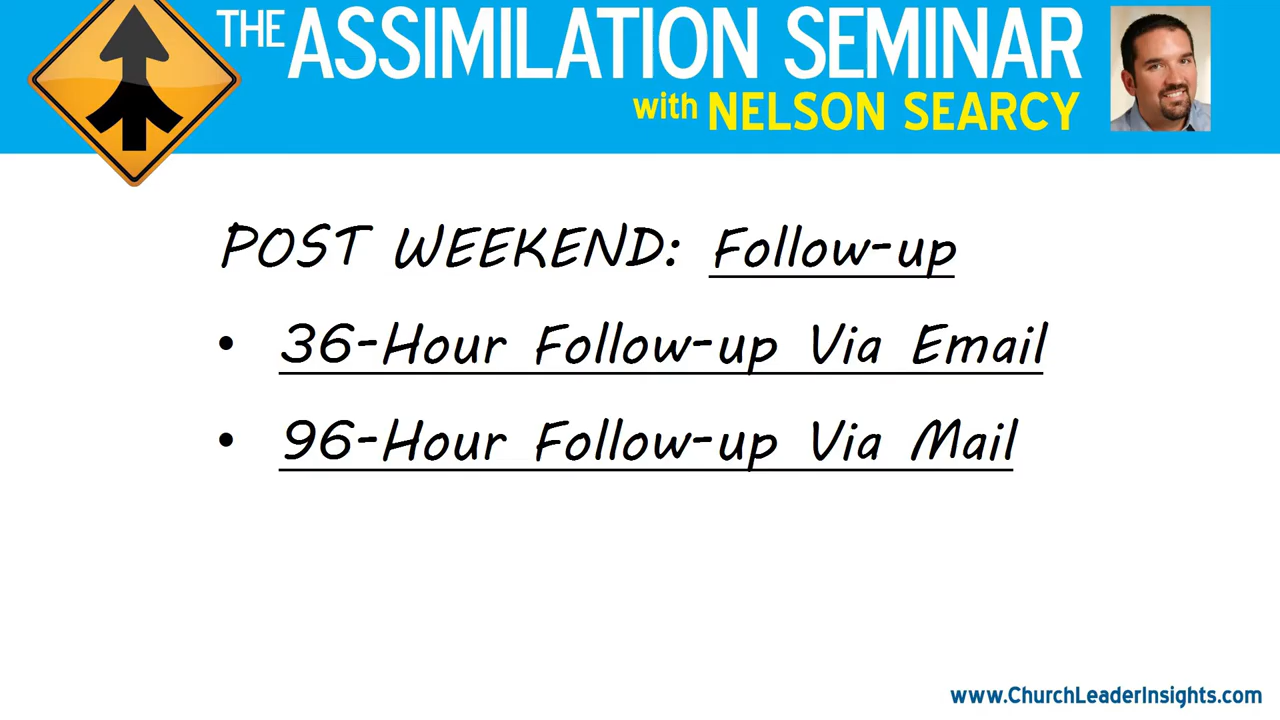 THE ASSIMILATION SEMINAR
with NELSON SEARCY
POST WEEKEND: Follow-up
• 36-Hour Follow-up Via Email
• 96-Hour Follow-up Via Mail
www.ChurchLeaderInsights.com